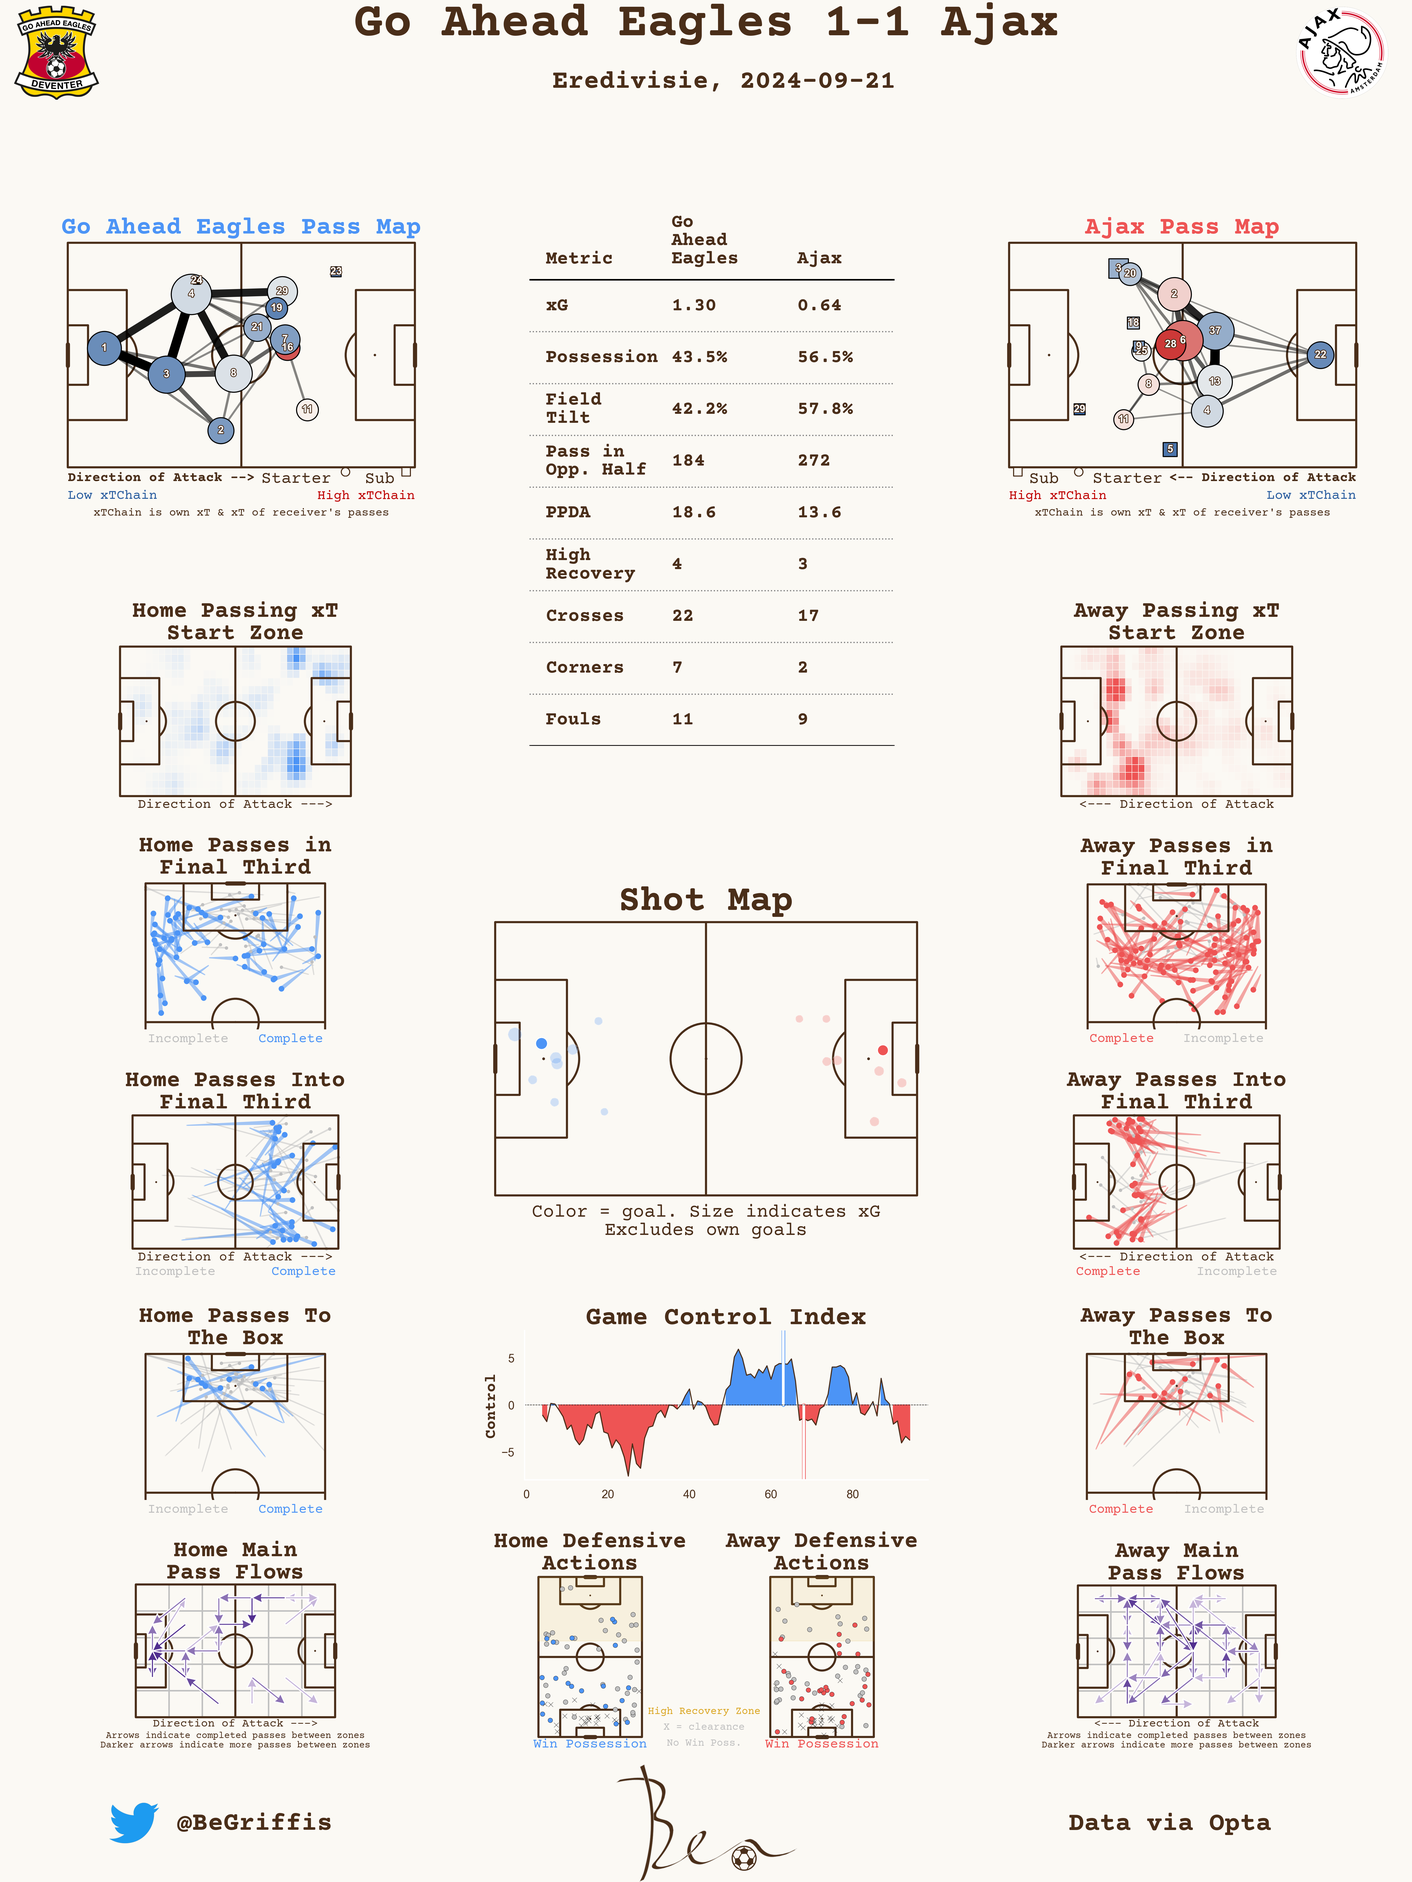 Go Ahead Eagles 1-1 Ajax
Eredivisie, 2024-09-21
GO AHEAD EAGLES
DEVENTER
AJAX
AMSTERDAM
Go Ahead Eagles Pass Map
24
4
29
23
19
21
7
16
1
3
8
11
2
Direction of Attack --> Starter Sub
Low xTChain High xTChain
xTChain is own xT & xT of receiver's passes
Metric Go Ahead Eagles Ajax
xG 1.30 0.64
Possession 43.5% 56.5%
Field Tilt 42.2% 57.8%
Pass in Opp. Half 184 272
PPDA 18.6 13.6
High Recovery 4 3
Crosses 22 17
Corners 7 2
Fouls 11 9
Ajax Pass Map
3
20
2
18
37
9
25
28
6
22
8
13
29
11
4
5
Sub Starter <-- Direction of Attack
High xTChain Low xTChain
xTChain is own xT & xT of receiver's passes
Home Passing xT
Start Zone
Direction of Attack --->
Away Passing xT
Start Zone
<--- Direction of Attack
Home Passes in
Final Third
Incomplete Complete
Away Passes in
Final Third
Complete Incomplete
Shot Map
Color = goal. Size indicates xG
Excludes own goals
Home Passes Into
Final Third
Direction of Attack --->
Incomplete Complete
Away Passes Into
Final Third
<--- Direction of Attack
Complete Incomplete
Home Passes To
The Box
Incomplete Complete
Game Control Index
Control
5
0
−5
0 20 40 60 80
Away Passes To
The Box
Complete Incomplete
Home Main
Pass Flows
Direction of Attack --->
Arrows indicate completed passes between zones
Darker arrows indicate more passes between zones
Home Defensive
Actions
Win Possession
Away Defensive
Actions
Win Possession
High Recovery Zone
X = clearance
No Win Poss.
Away Main
Pass Flows
<--- Direction of Attack
Arrows indicate completed passes between zones
Darker arrows indicate more passes between zones
@BeGriffis
Ben
Data via Opta